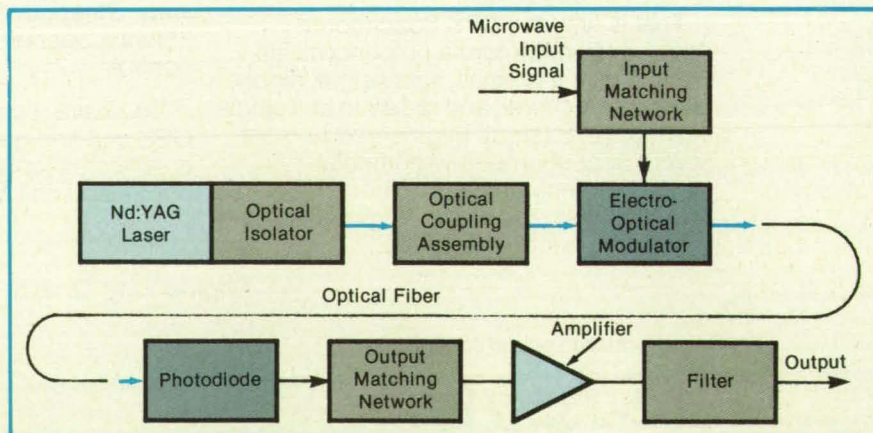 Microwave
Input
Signal
Input
Matching
Network
Nd:YAG
Laser
Optical
Isolator
Optical
Coupling
Assembly
Electro-
Optical
Modulator
Optical Fiber
Amplifier
Photodiode
Output
Matching
Network
Filter
Output